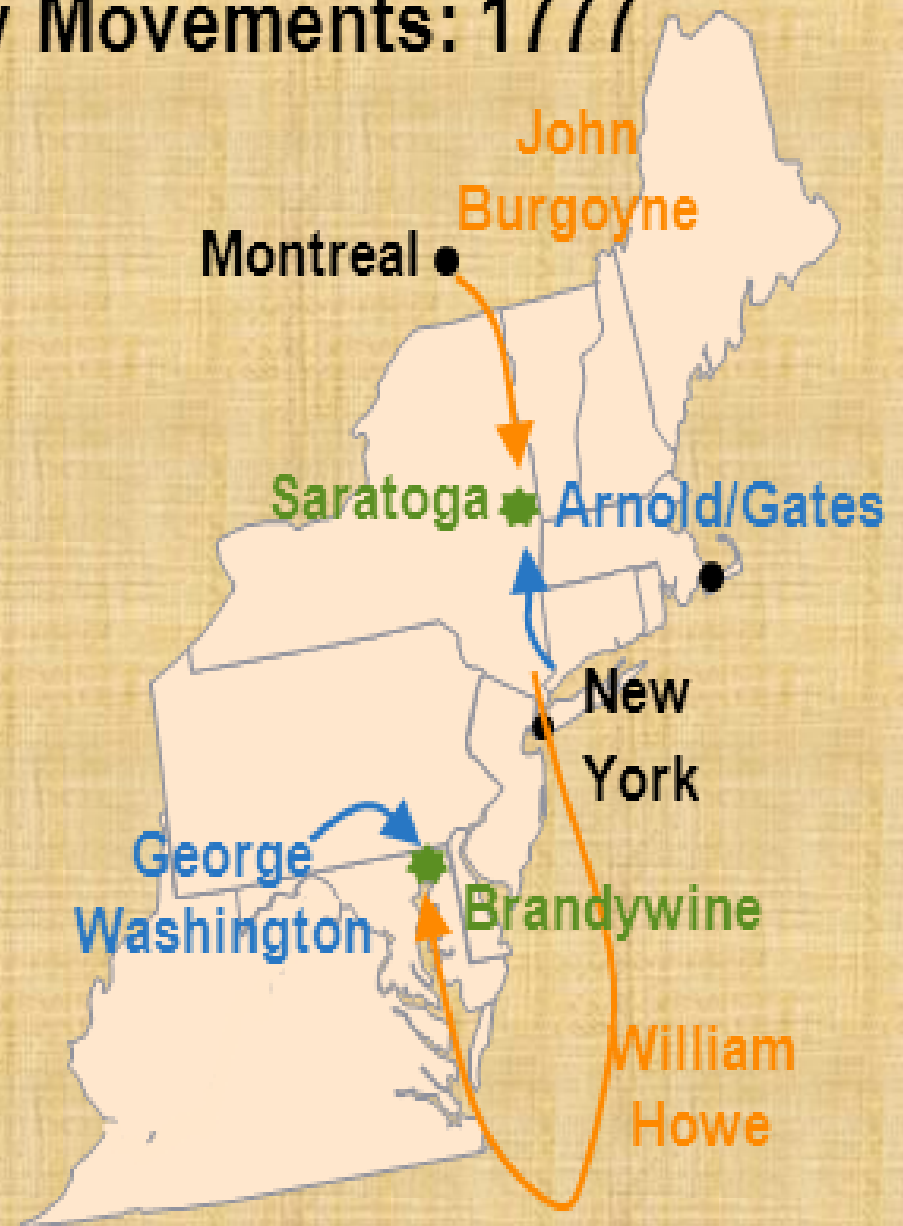 Movements: 1777
John
Burgoyne
Montreal
Saratoga
Arnold/Gates
New
York
George
Washington
Brandywine
William
Howe